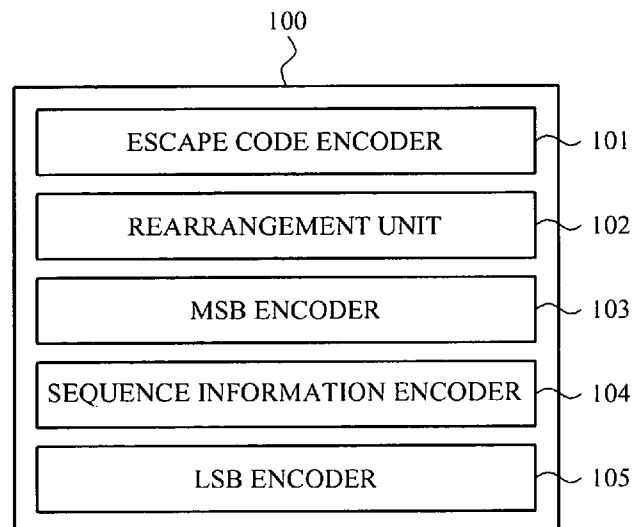 100
ESCAPE CODE ENCODER 101
REARRANGEMENT UNIT 102
MSB ENCODER 103
SEQUENCE INFORMATION ENCODER 104
LSB ENCODER 105